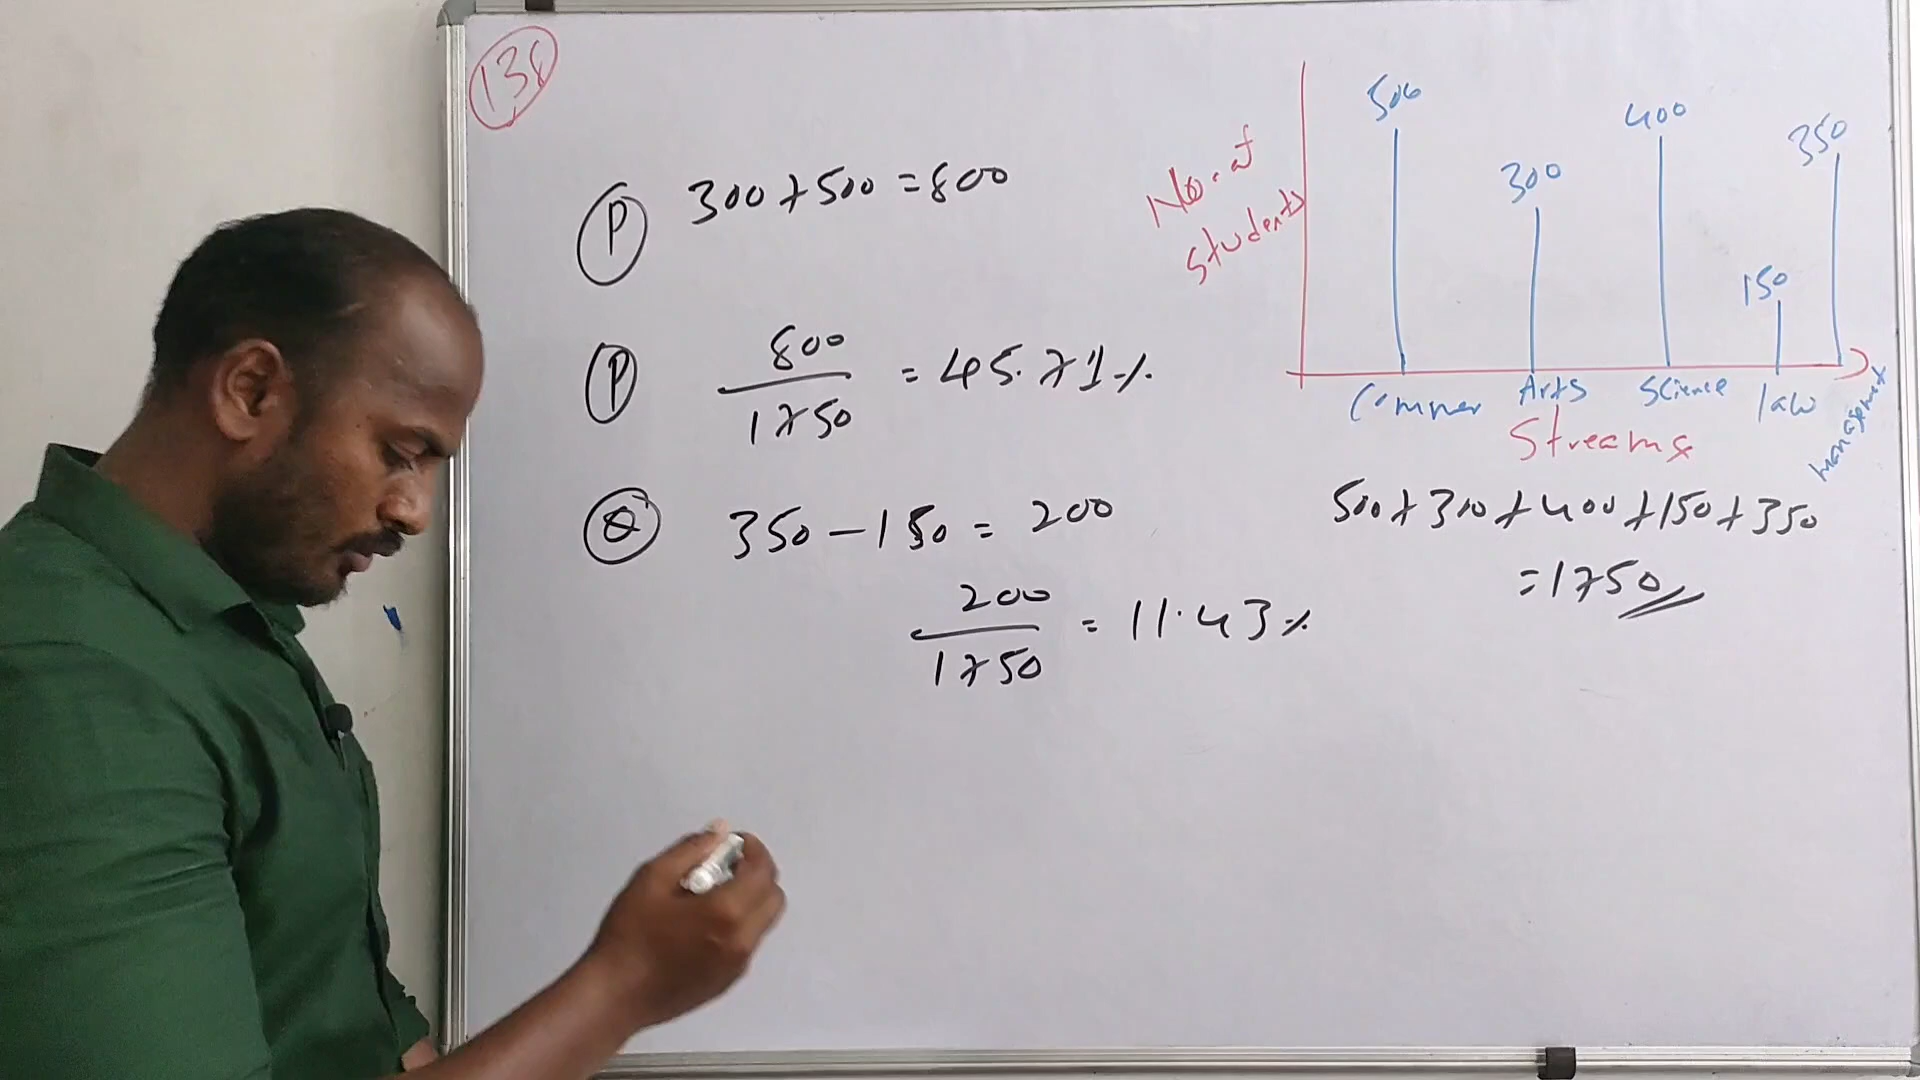 138
P 300+500=800
P 800/1750 = 45.71%
Q 350-150=200
200/1750 = 11.43%
500
300
400
150
350
No. of
students
Arts
Science
law
management
Streams
500+300+400+150+350
=1750